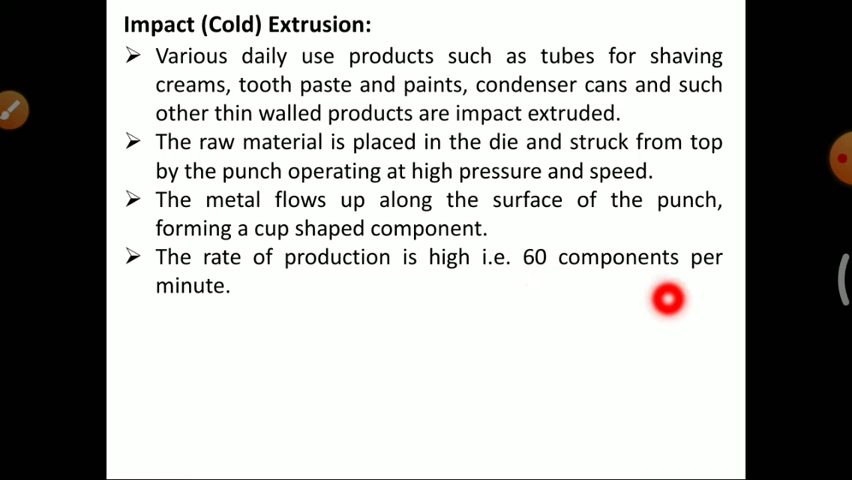 Impact (Cold) Extrusion:
➢ Various daily use products such as tubes for shaving
creams, tooth paste and paints, condenser cans and such
other thin walled products are impact extruded.
➢ The raw material is placed in the die and struck from top
by the punch operating at high pressure and speed.
➢ The metal flows up along the surface of the punch,
forming a cup shaped component.
➢ The rate of production is high i.e. 60 components per
minute.